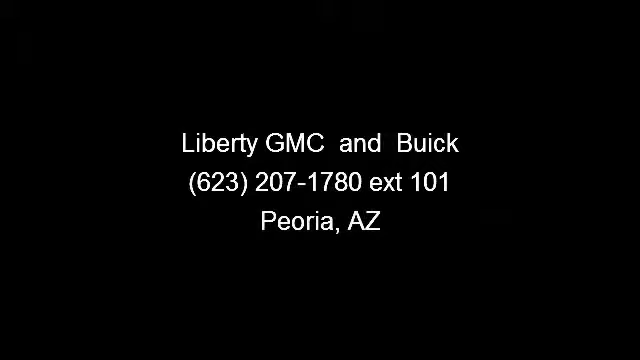 Liberty GMC  and  Buick
(623) 207-1780 ext 101
Peoria, AZ